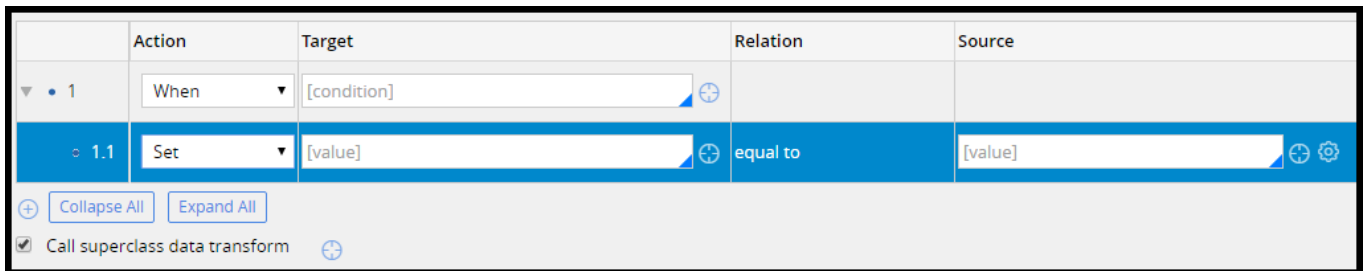 Action Target Relation Source
1 When [condition]
1.1 Set [value] equal to [value]
Collapse All Expand All
Call superclass data transform